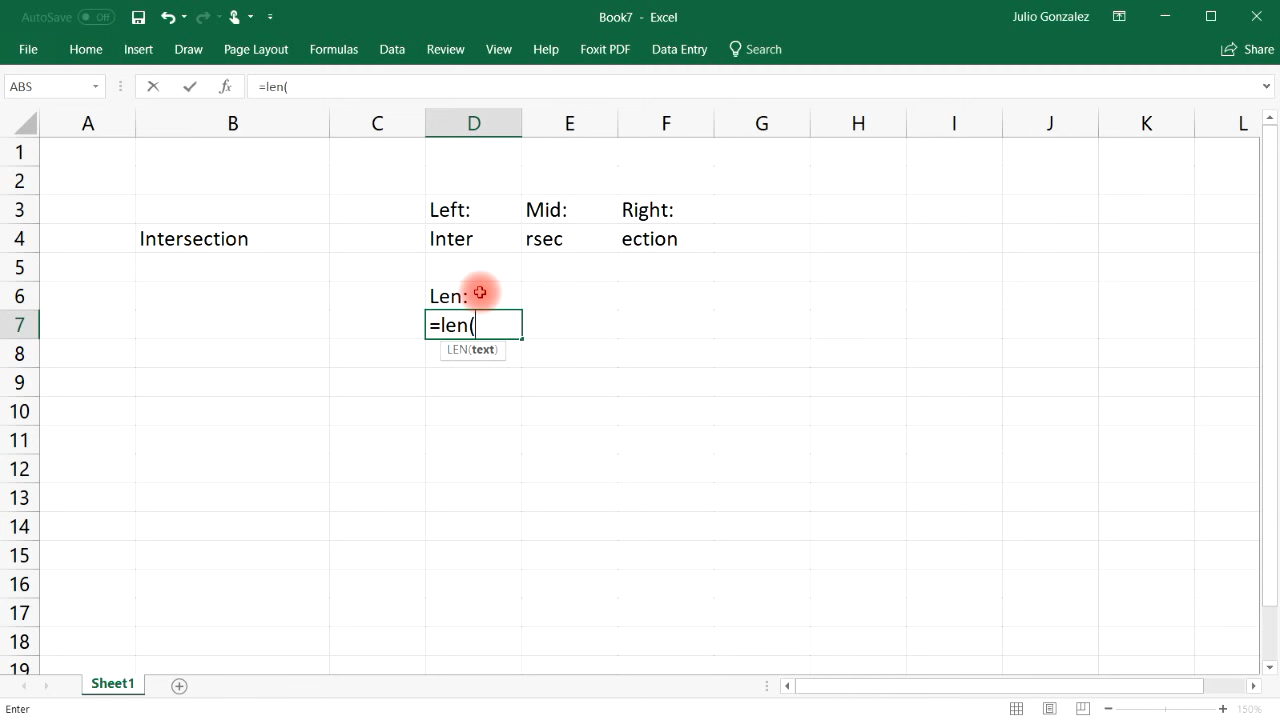 AutoSave Off Book7 - Excel Julio Gonzalez
File Home Insert Draw Page Layout Formulas Data Review View Help Foxit PDF Data Entry Search Share
ABS fx =len(
A B C D E F G H I J K L
1
2
3 Left: Mid: Right:
4 Intersection Inter rsec ection
5
6 Len:
7 =len(
8 LEN(text)
9
10
11
12
13
14
15
16
17
18
19
Sheet1
Enter 150%